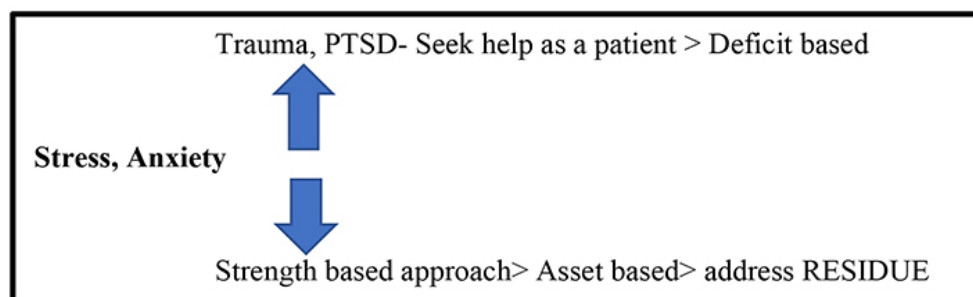 Trauma, PTSD- Seek help as a patient > Deficit based
Stress, Anxiety
Strength based approach> Asset based> address RESIDUE